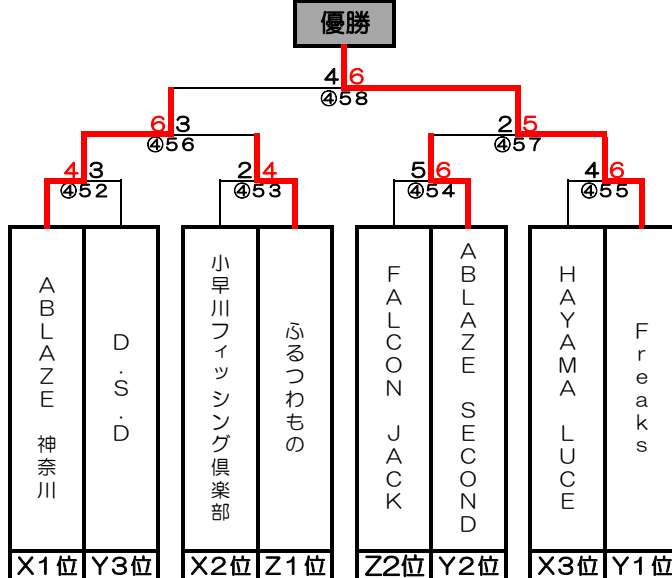 優勝
4 6
④58
6 3
④56
2 5
④57
4 3
④52
2 4
④53
5 6
④54
4 6
④55
ABLAZE 神奈川
D.S.D
小早川フィッシング倶楽部
ふるつわもの
FALCON JACK
ABLAZE SECOND
HAYAMA LUCE
Freaks
X1位 Y3位 X2位 Z1位 Z2位 Y2位 X3位 Y1位